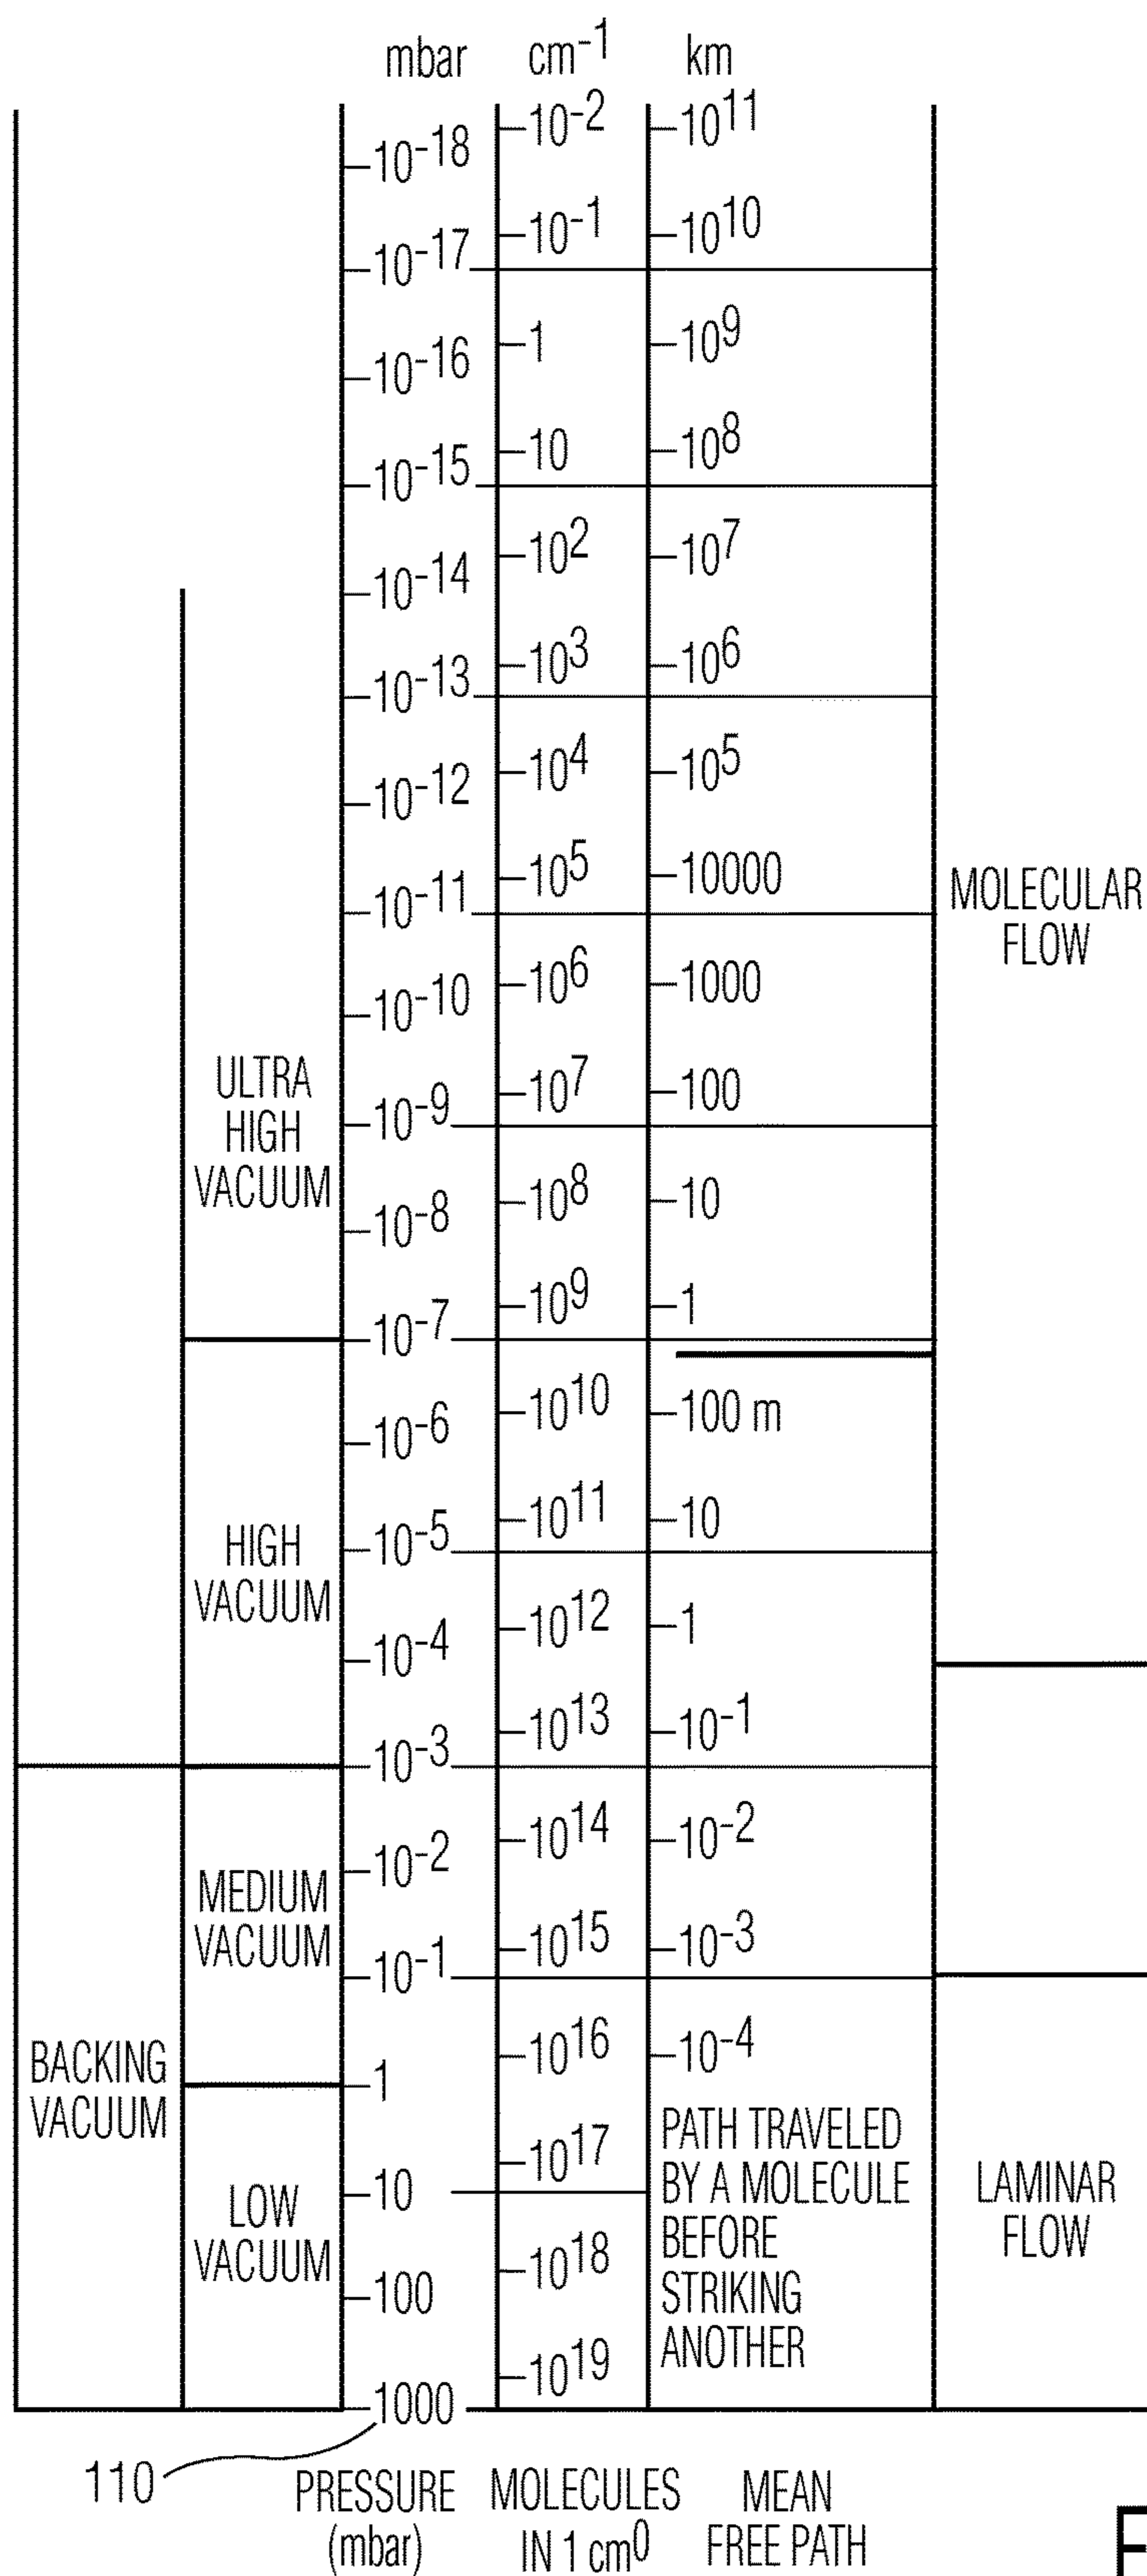 mbar cm⁻¹ km
10⁻² 10¹¹
10⁻¹⁸
10⁻¹ 10¹⁰
10⁻¹⁷
1 10⁹
10⁻¹⁶
10 10⁸
10⁻¹⁵
10² 10⁷
10⁻¹⁴
10³ 10⁶
10⁻¹³
10⁴ 10⁵
10⁻¹²
10⁵ 10000
10⁻¹¹
MOLECULAR
FLOW
10⁶ 1000
10⁻¹⁰
ULTRA
HIGH
VACUUM
10⁷ 100
10⁻⁹
10⁸ 10
10⁻⁸
10⁹ 1
10⁻⁷
10¹⁰ 100 m
10⁻⁶
10¹¹ 10
10⁻⁵
HIGH
VACUUM
10¹² 1
10⁻⁴
10¹³ 10⁻¹
10⁻³
10¹⁴ 10⁻²
10⁻²
MEDIUM
VACUUM
10¹⁵ 10⁻³
10⁻¹
10¹⁶ 10⁻⁴
BACKING
VACUUM
1
PATH TRAVELED
BY A MOLECULE
BEFORE
STRIKING
ANOTHER
10¹⁷
10
LOW
VACUUM
LAMINAR
FLOW
10¹⁸
100
10¹⁹
1000
110
PRESSURE
(mbar)
MOLECULES
IN 1 cm⁰
MEAN
FREE PATH